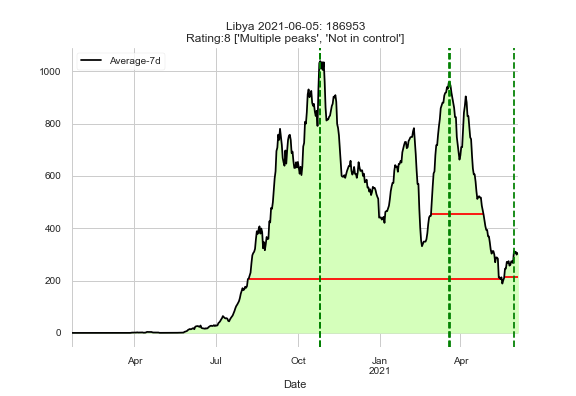 Libya 2021-06-05: 186953
Rating:8 ['Multiple peaks', 'Not in control']
Average-7d
1000
800
600
400
200
0
Apr
Jul
Oct
Jan
2021
Apr
Date